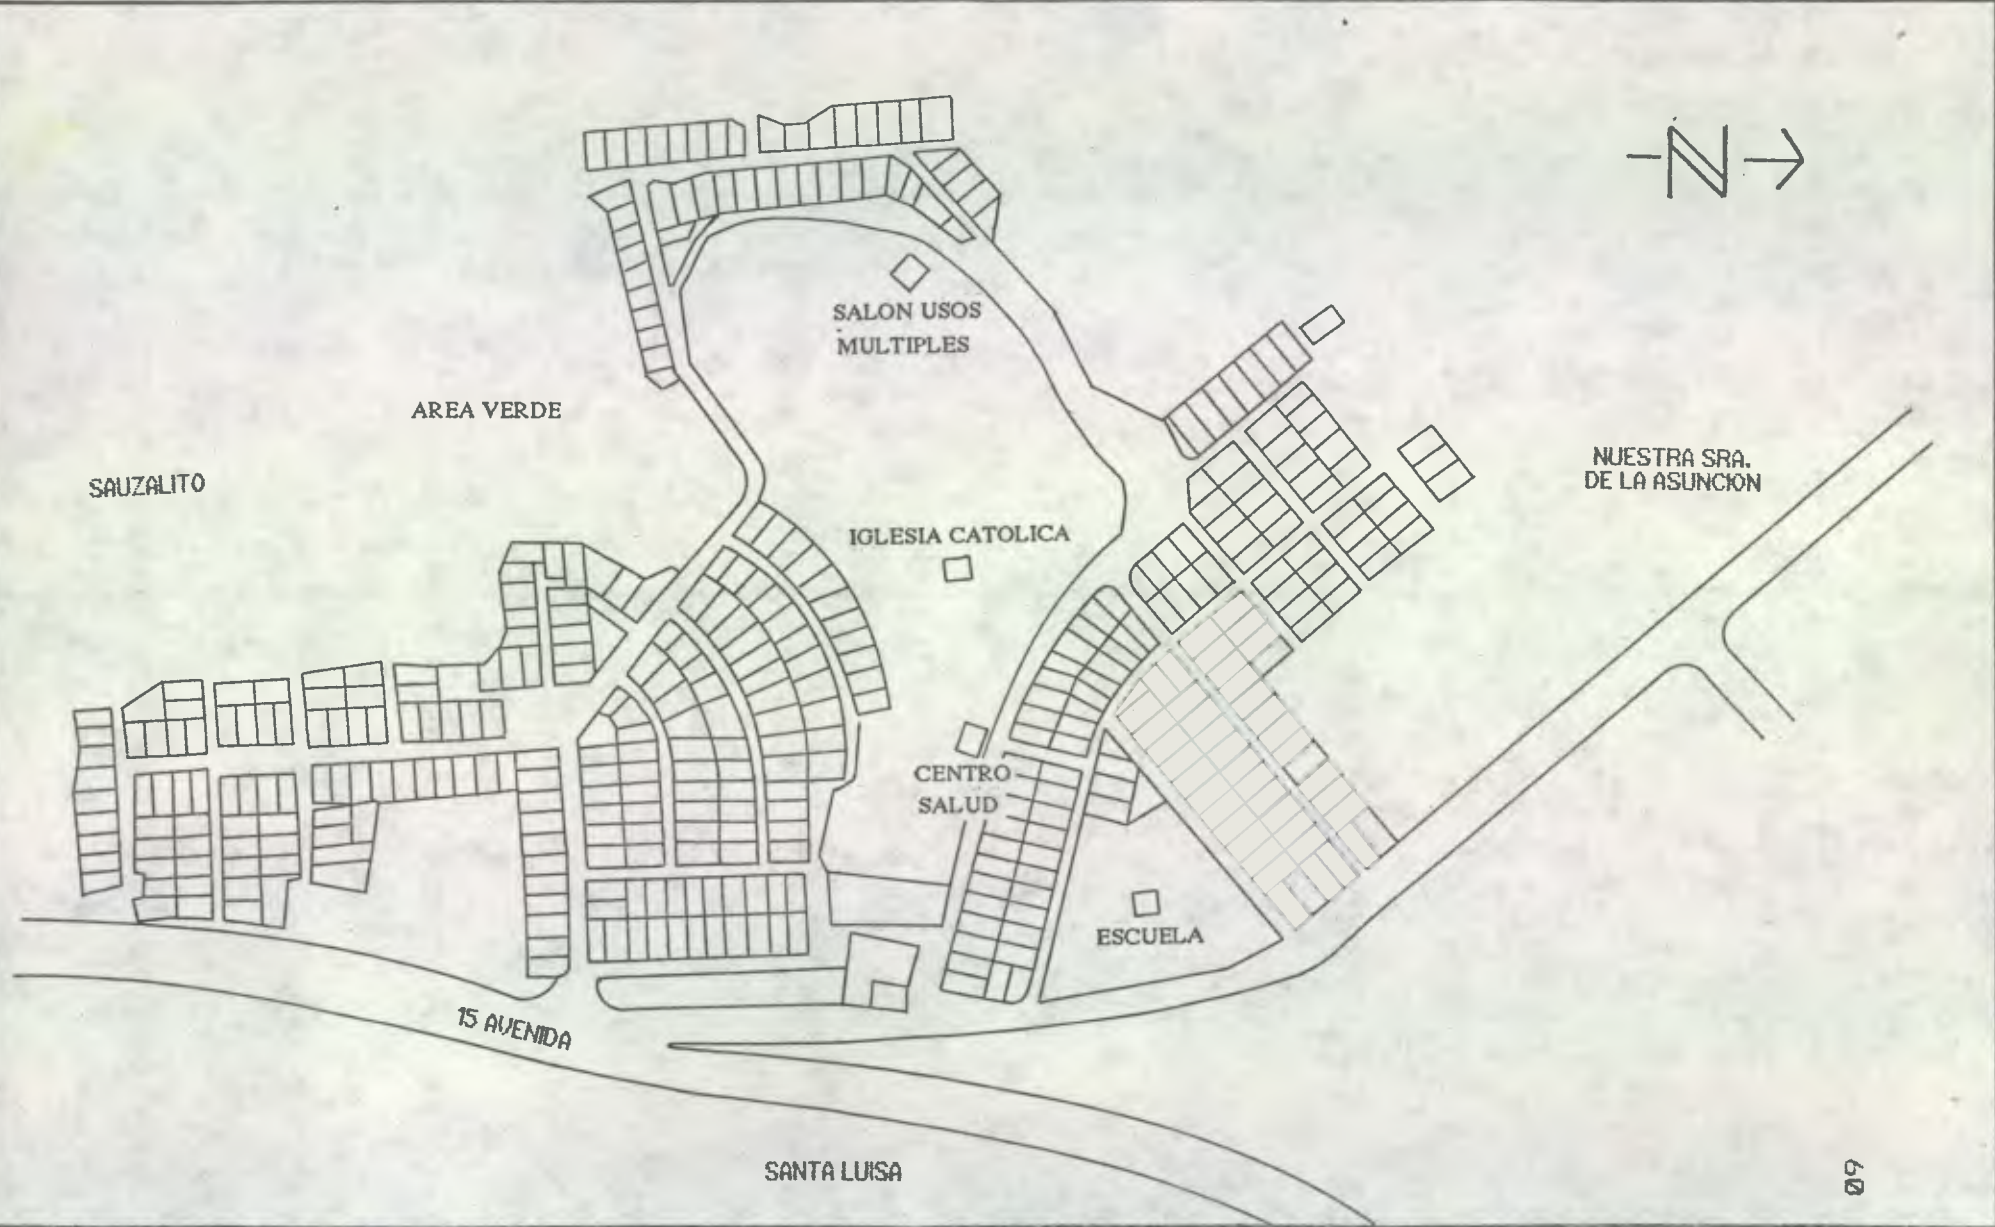 N
SALON USOS
MULTIPLES
AREA VERDE
SAUZALITO
NUESTRA SRA.
DE LA ASUNCION
IGLESIA CATOLICA
CENTRO
SALUD
ESCUELA
15 AVENIDA
SANTA LUISA
60